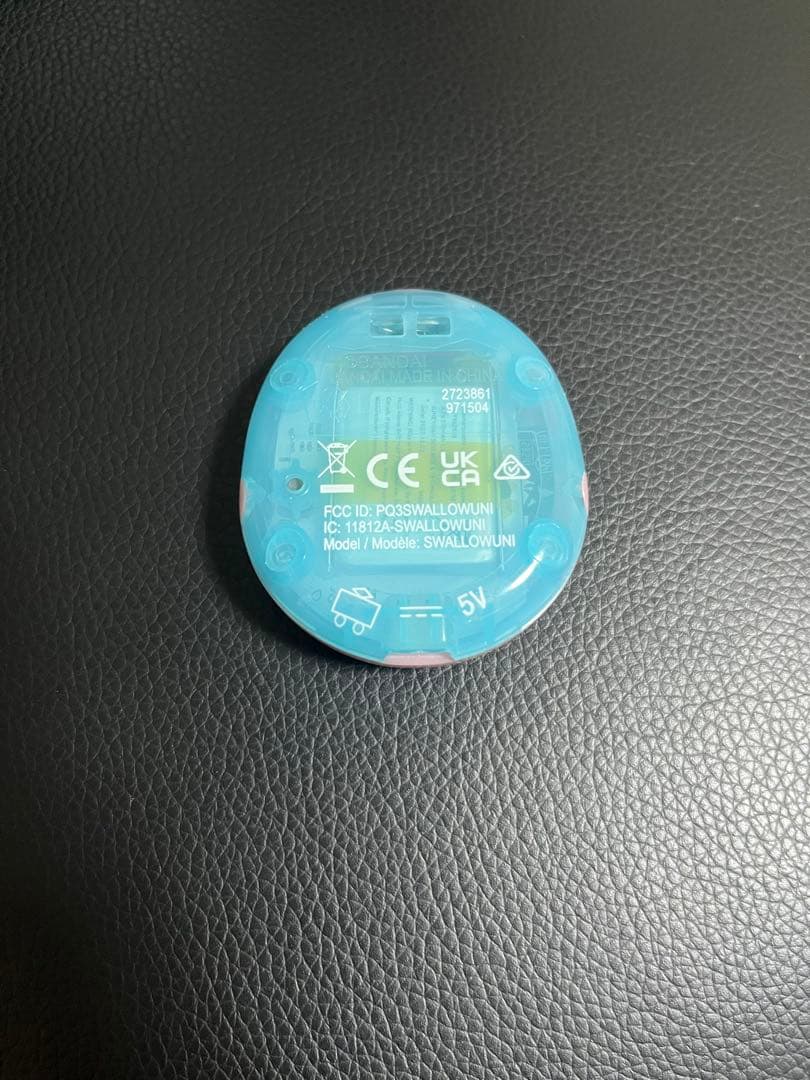 ©BANDAI
MADE IN CHINA
2723861
971504
CE
UK
CA
FCC ID: PQ3SWALLOWUNI
IC: 11812A-SWALLOWUNI
Model / Modèle: SWALLOWUNI
5V